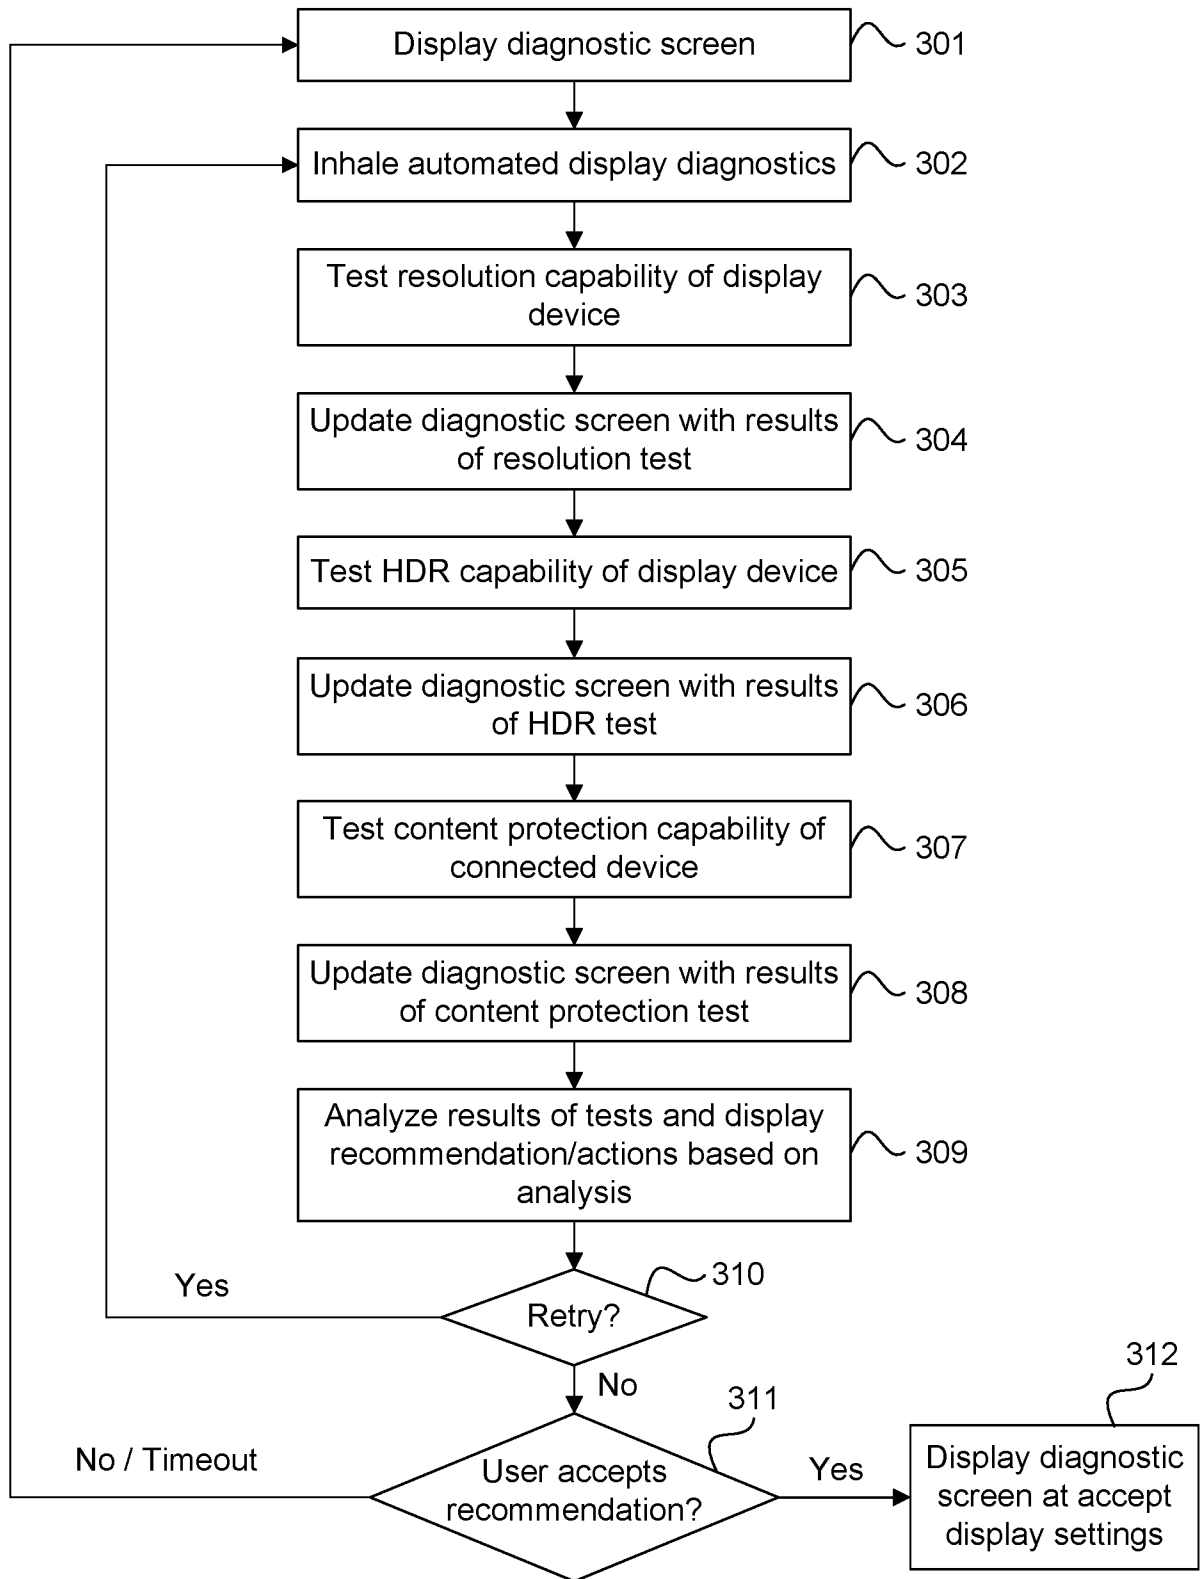 Display diagnostic screen
301
Inhale automated display diagnostics
302
Test resolution capability of display
device
303
Update diagnostic screen with results
of resolution test
304
Test HDR capability of display device
305
Update diagnostic screen with results
of HDR test
306
Test content protection capability of
connected device
307
Update diagnostic screen with results
of content protection test
308
Analyze results of tests and display
recommendation/actions based on
analysis
309
Yes
310
Retry?
No
312
311
No / Timeout
User accepts
recommendation?
Yes
Display diagnostic
screen at accept
display settings